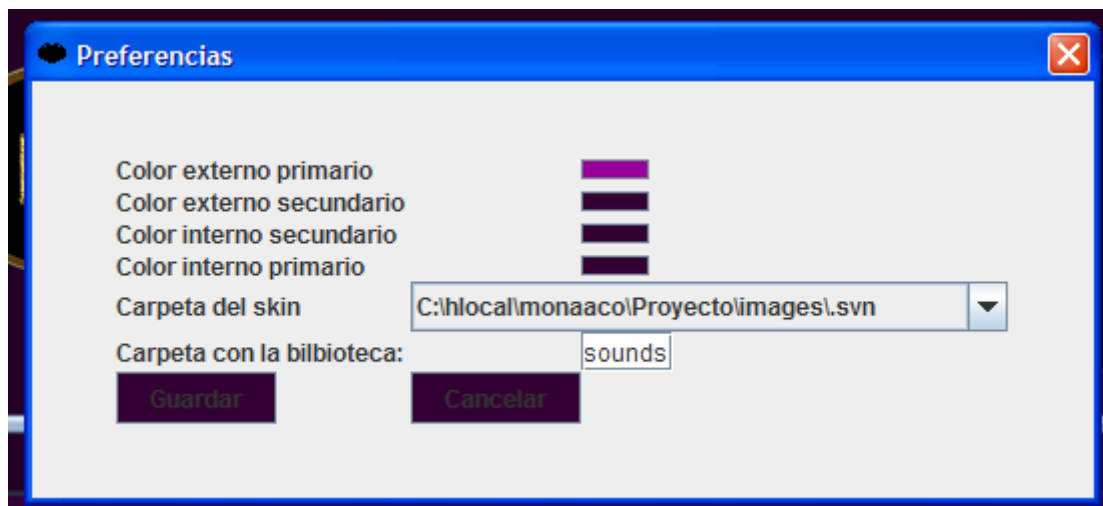 Preferencias
Color externo primario
Color externo secundario
Color interno secundario
Color interno primario
Carpeta del skin C:\hlocal\monaaco\Proyecto\images\.svn
Carpeta con la bilbioteca: sounds
Guardar Cancelar